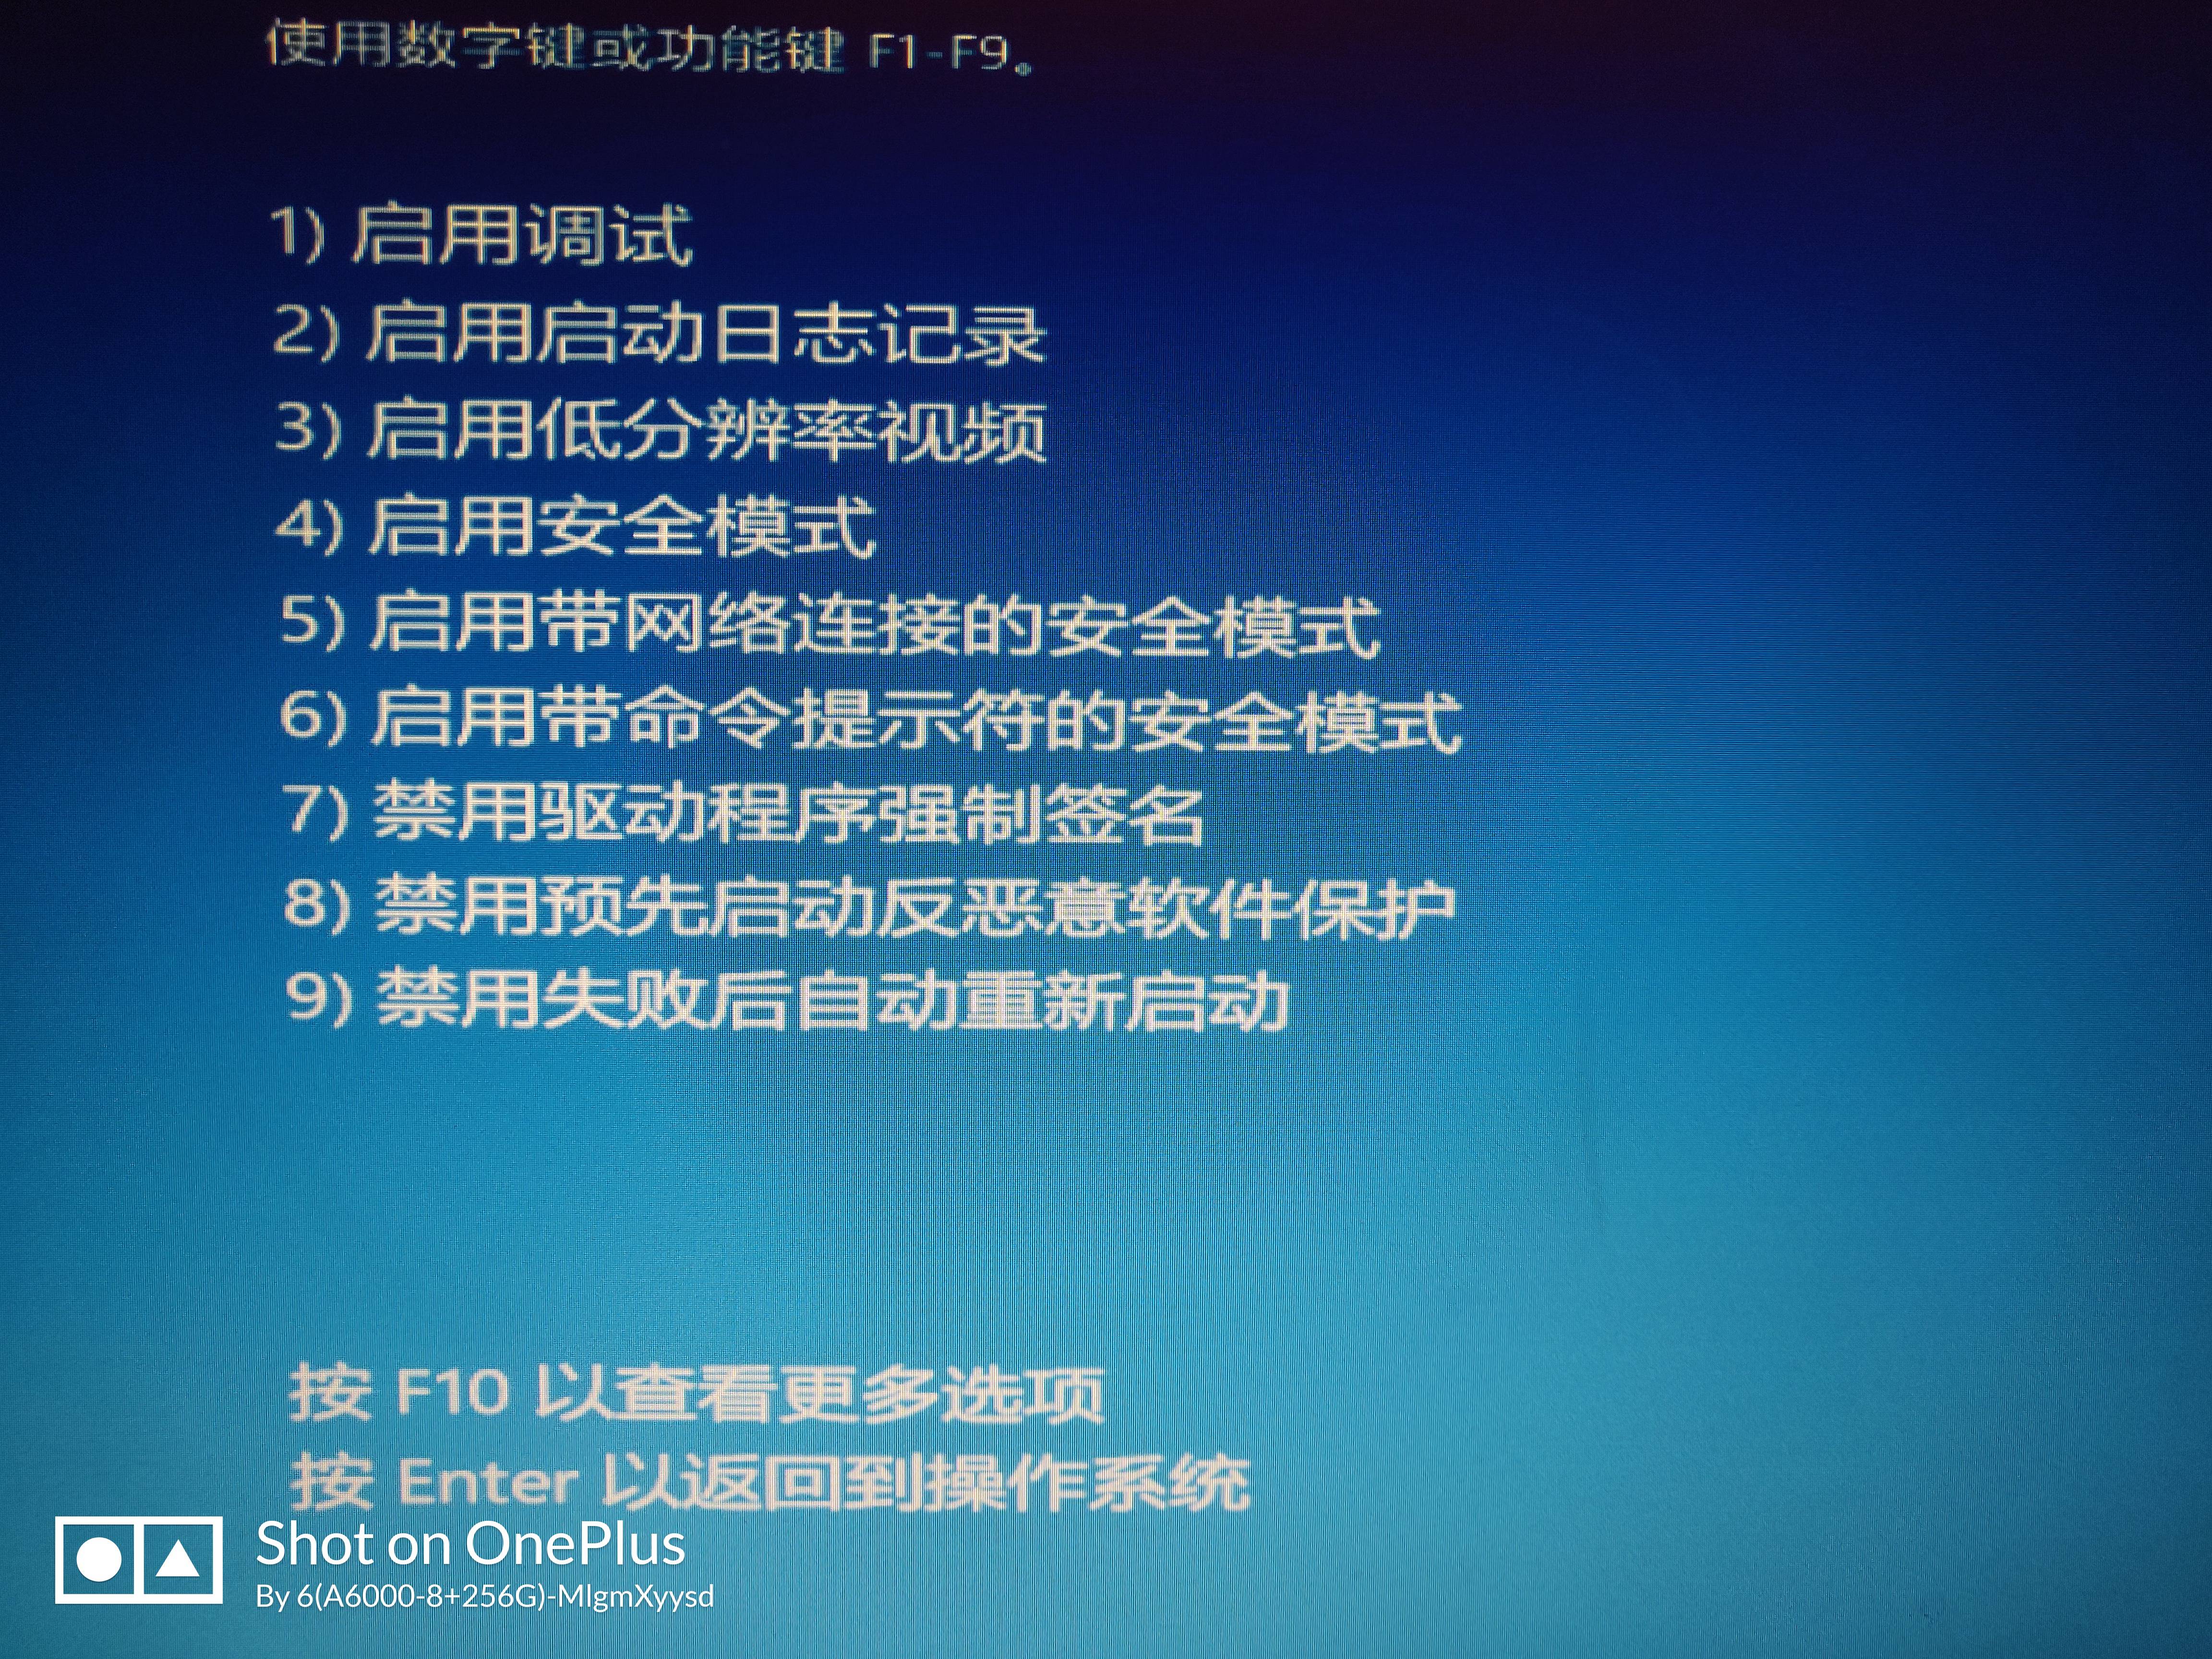 使用数字键或功能键 F1-F9。
1) 启用调试
2) 启用启动日志记录
3) 启用低分辨率视频
4) 启用安全模式
5) 启用带网络连接的安全模式
6) 启用带命令提示符的安全模式
7) 禁用驱动程序强制签名
8) 禁用预先启动反恶意软件保护
9) 禁用失败后自动重新启动
按 F10 以查看更多选项
按 Enter 以返回到操作系统
Shot on OnePlus
By 6(A6000-8+256G)-MlgmXyysd